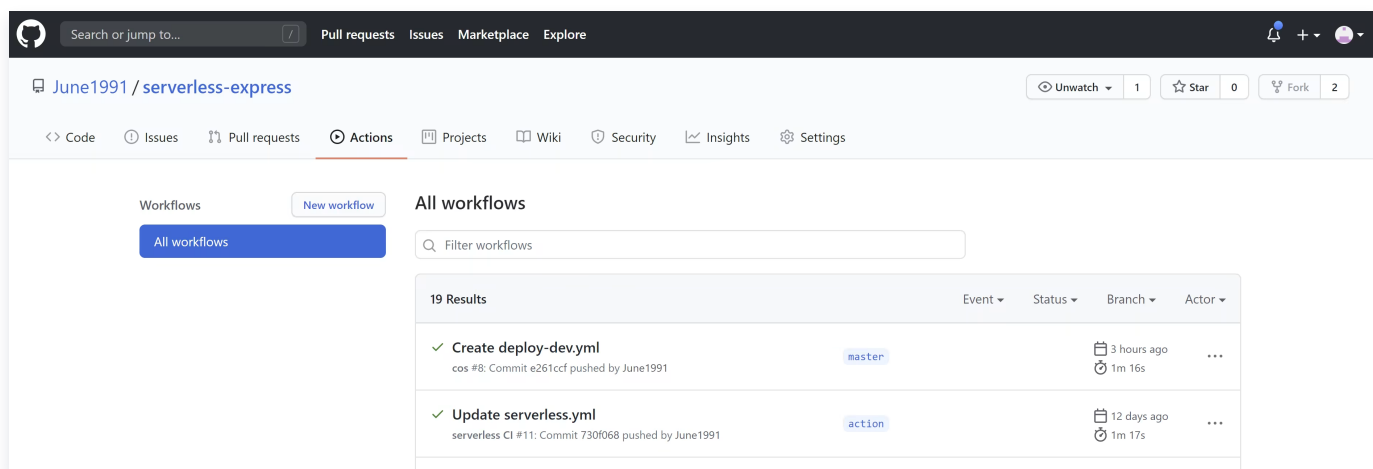 Search or jump to... / Pull requests Issues Marketplace Explore
June1991 / serverless-express Unwatch 1 Star 0 Fork 2
Code Issues Pull requests Actions Projects Wiki Security Insights Settings
Workflows New workflow All workflows
All workflows Filter workflows
19 Results Event Status Branch Actor
Create deploy-dev.yml master 3 hours ago
cos #8: Commit e261ccf pushed by June1991 1m 16s
Update serverless.yml action 12 days ago
serverless CI #11: Commit 730f068 pushed by June1991 1m 17s